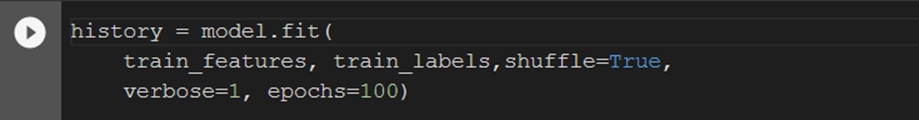 history = model.fit(
    train_features, train_labels,shuffle=True,
    verbose=1, epochs=100)